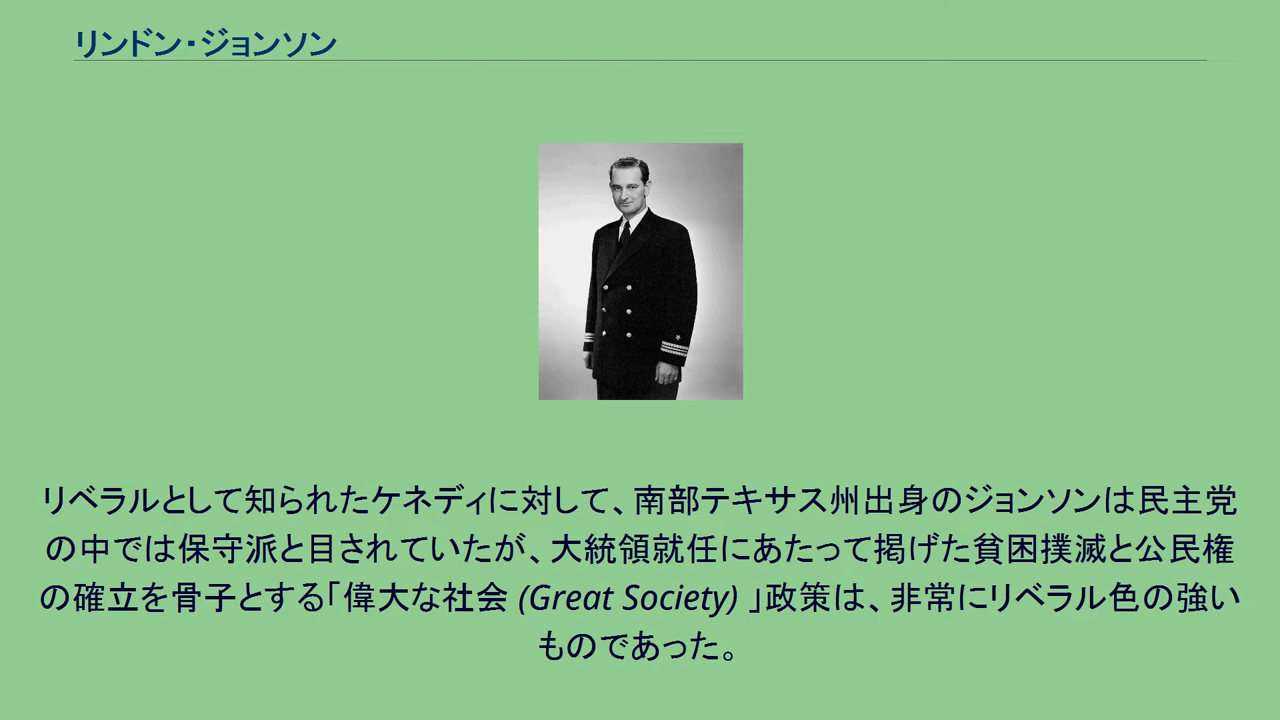 リンドン・ジョンソン
リベラルとして知られたケネディに対して、南部テキサス州出身のジョンソンは民主党
の中では保守派と目されていたが、大統領就任にあたって掲げた貧困撲滅と公民権
の確立を骨子とする「偉大な社会 (Great Society) 」政策は、非常にリベラル色の強い
ものであった。